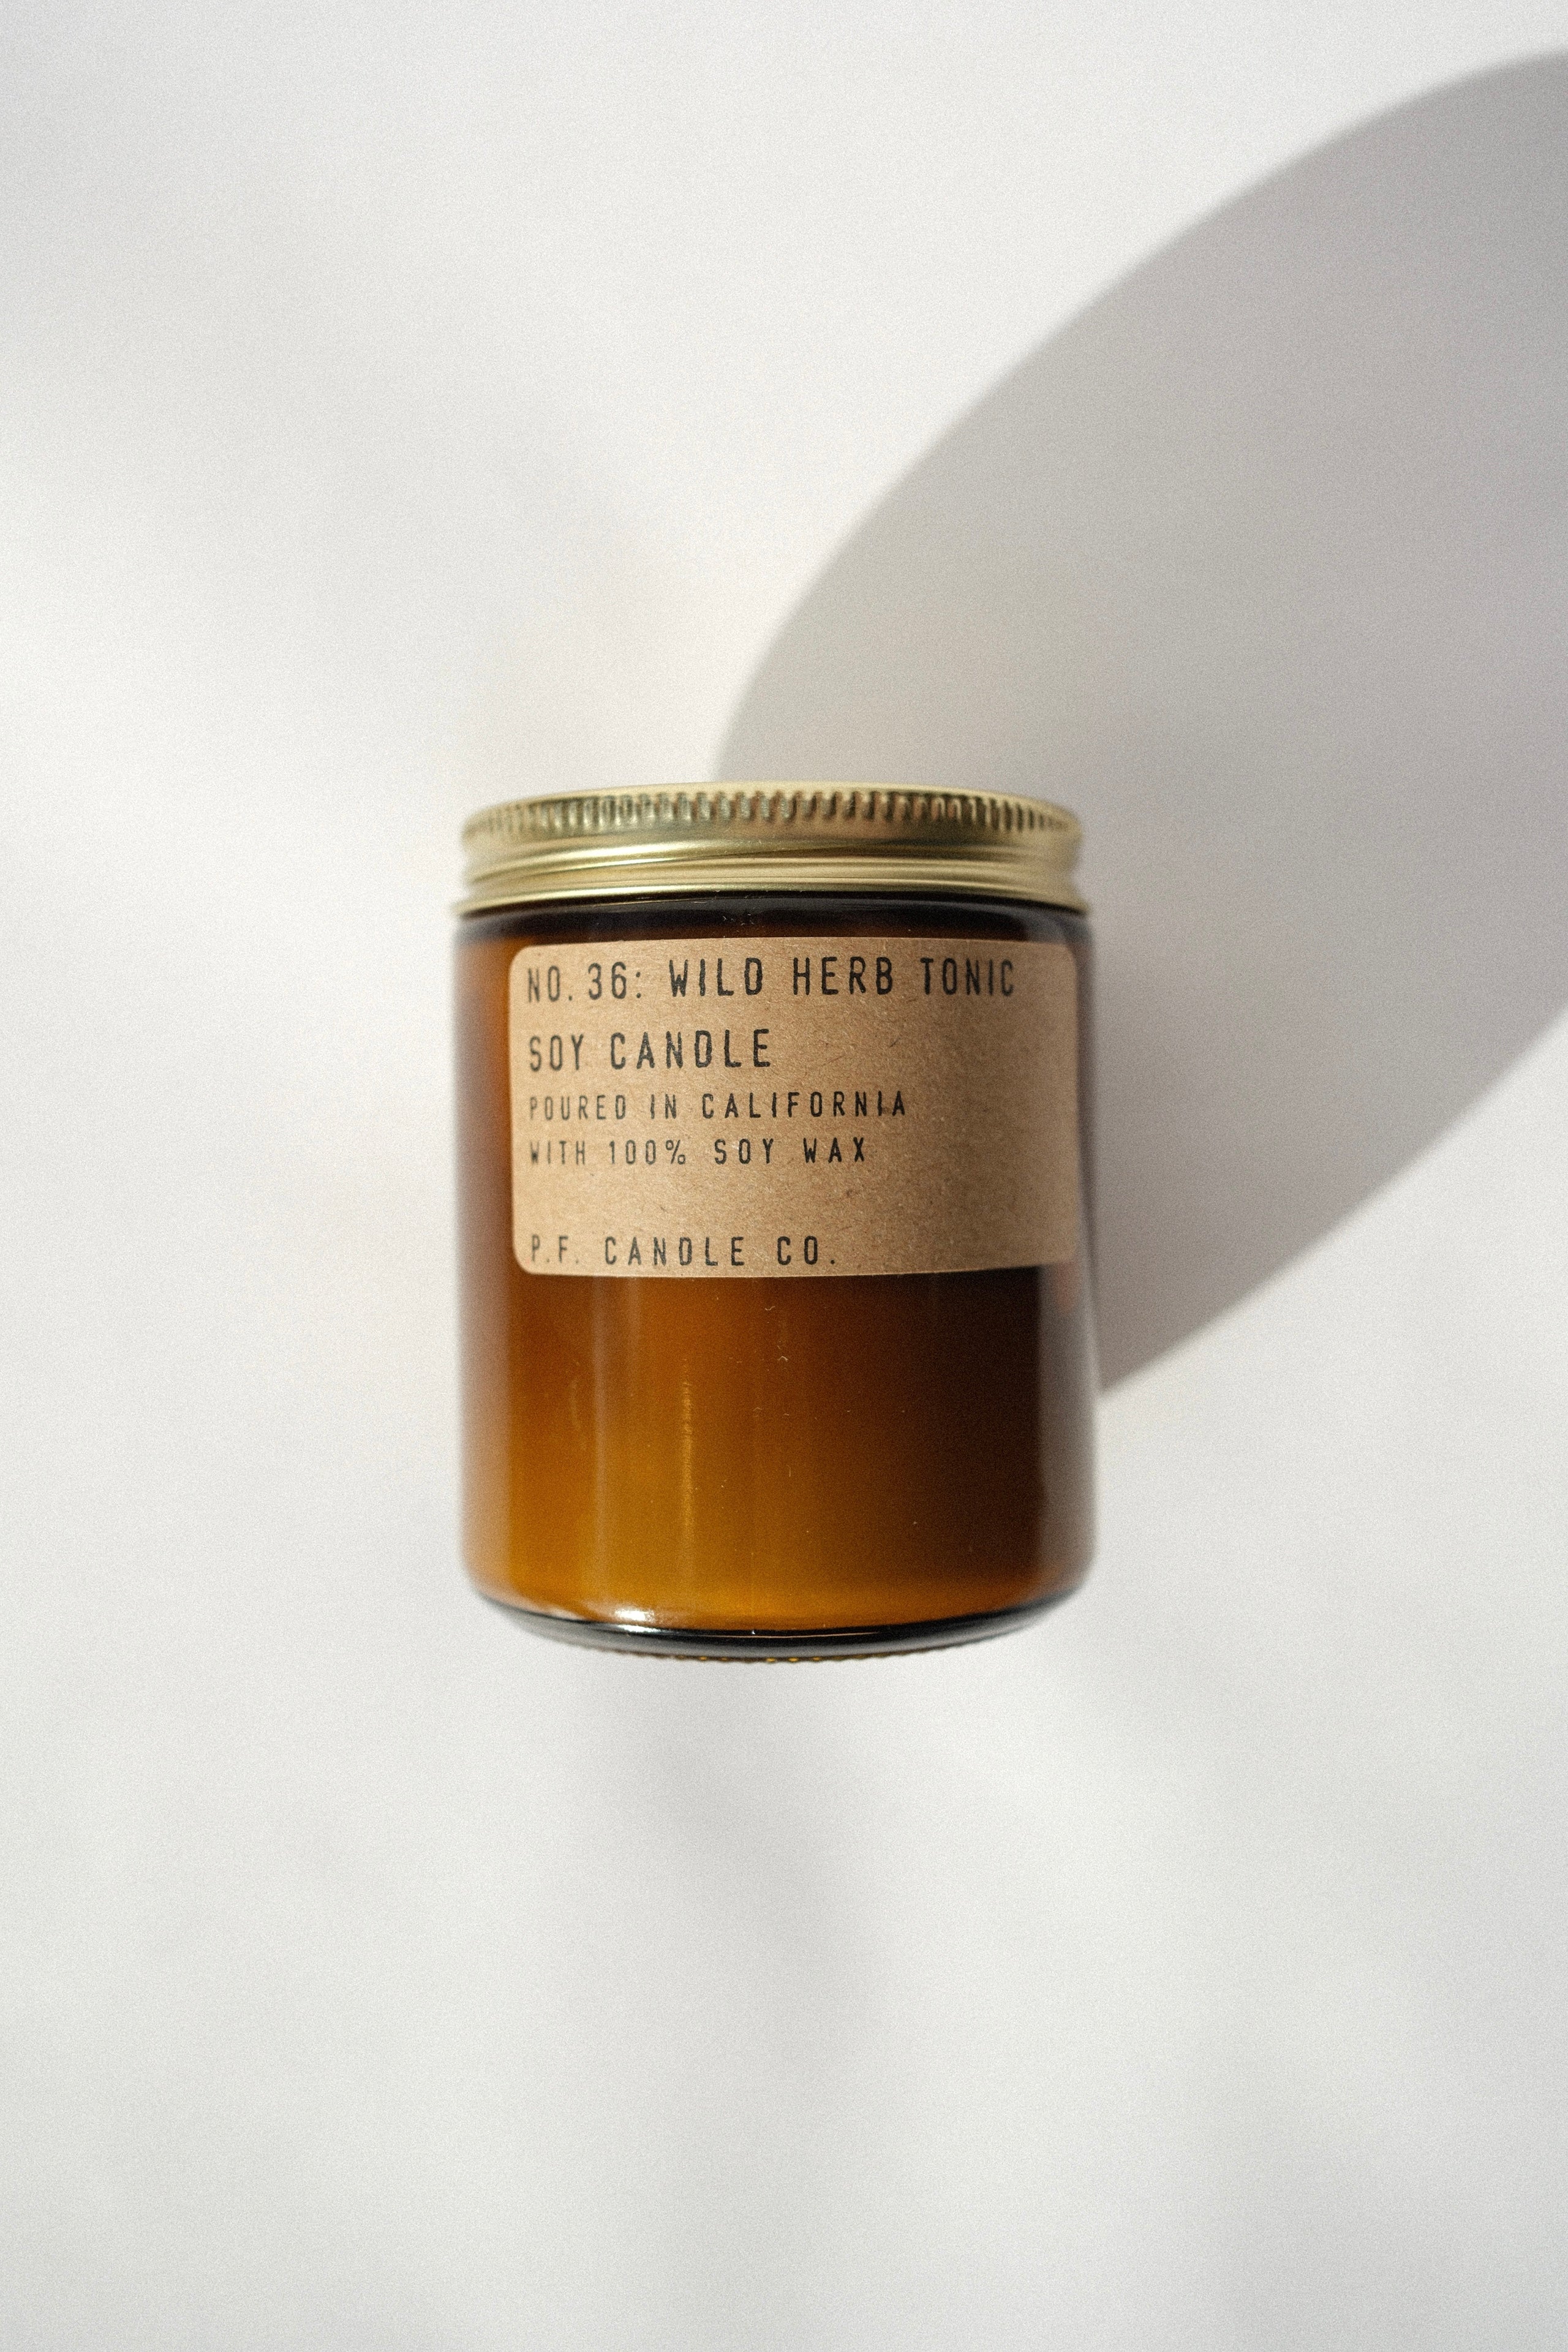 NO. 36: WILD HERB TONIC
SOY CANDLE
POURED IN CALIFORNIA
WITH 100% SOY WAX
P.F. CANDLE CO.